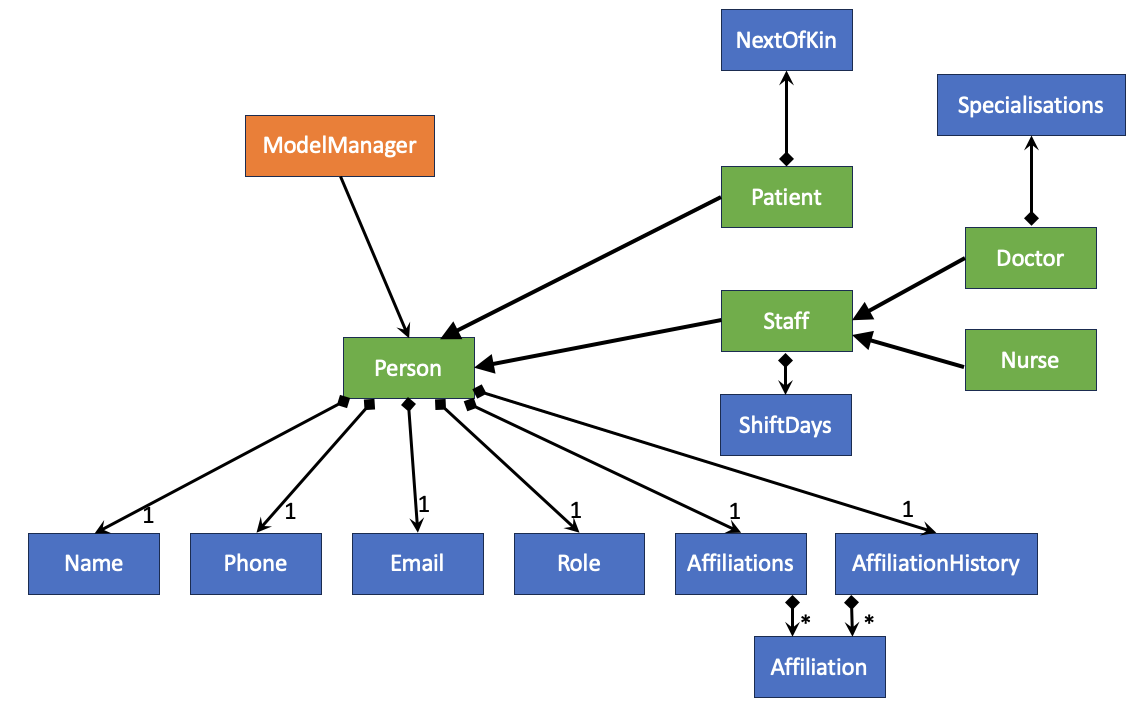 NextOfKin
Specialisations
ModelManager
Patient
Doctor
Staff
Nurse
Person
ShiftDays
1
1
1
1
1
1
Name
Phone
Email
Role
Affiliations
AffiliationHistory
*
*
Affiliation